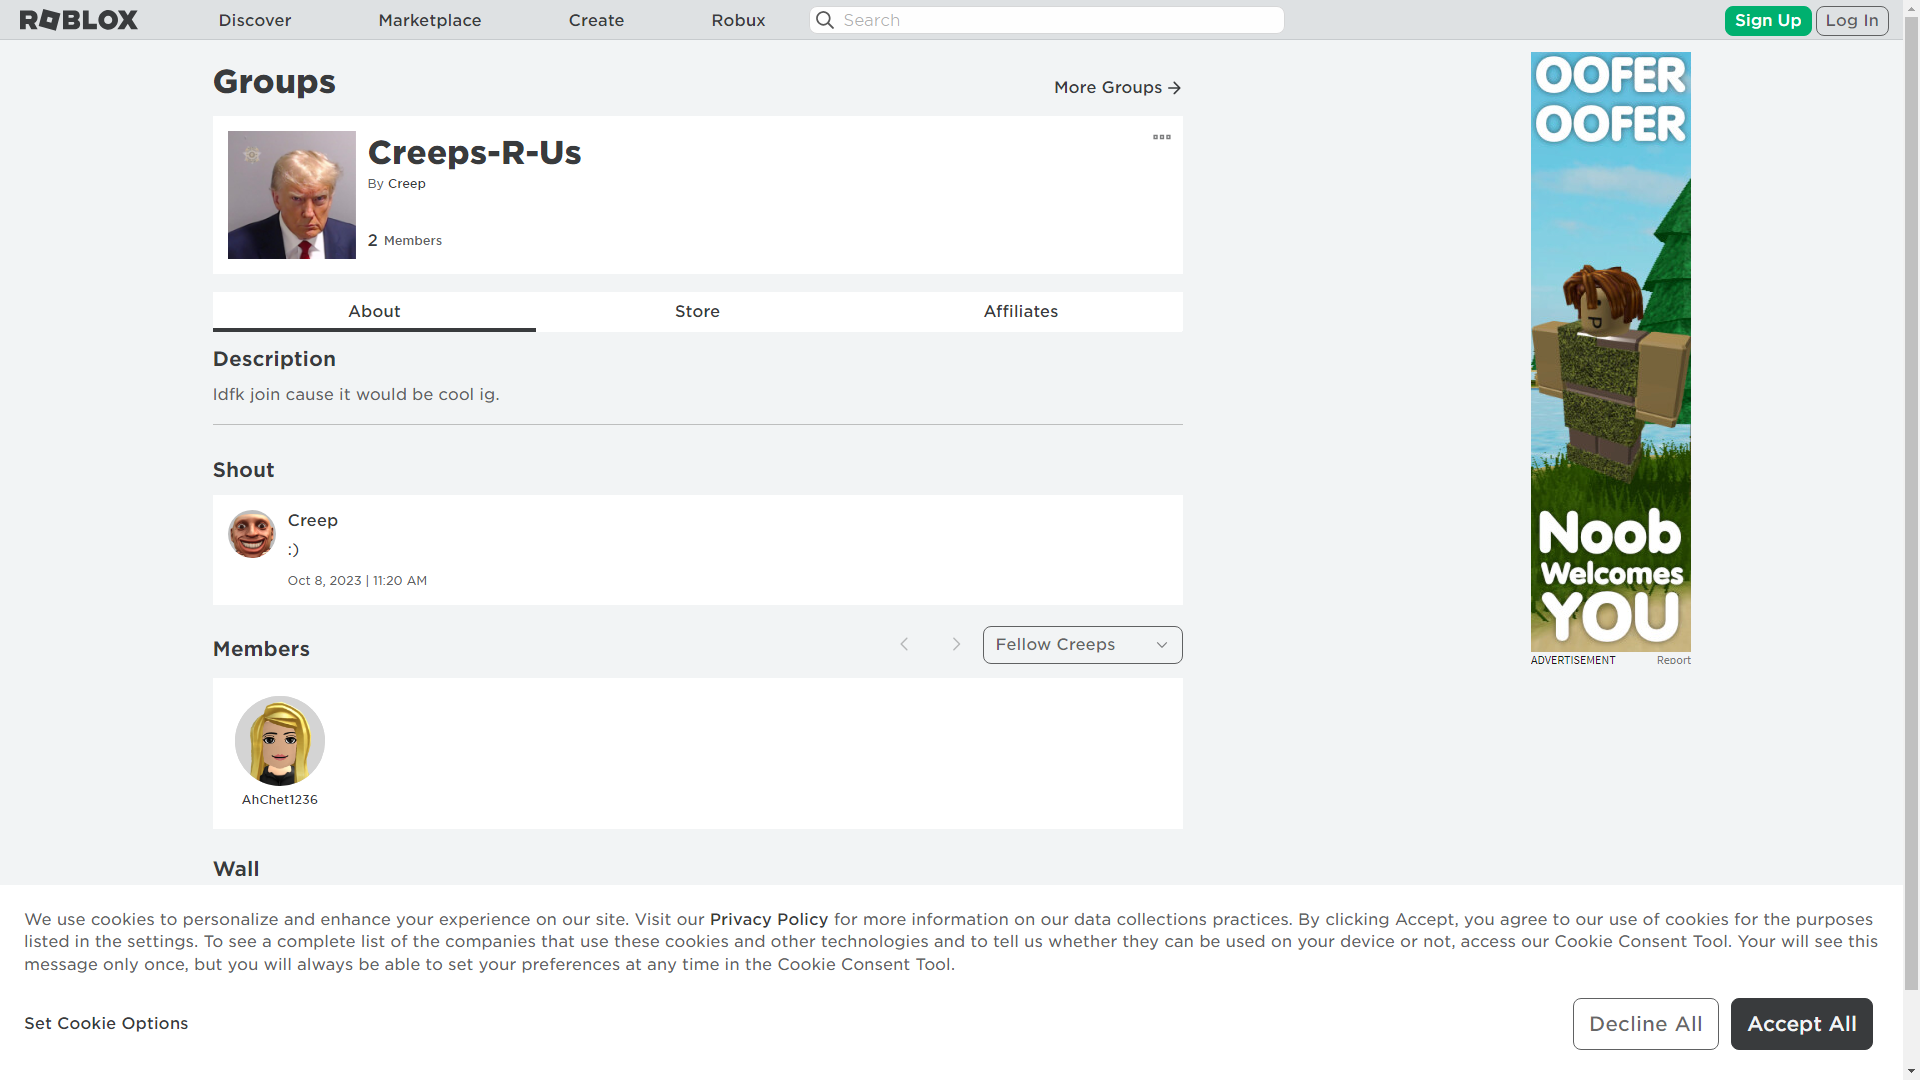 ROBLOX
Discover
Marketplace
Create
Robux
Search
Sign Up
Log In
Groups
More Groups
Creeps-R-Us
By Creep
2 Members
About
Store
Affiliates
Description
Idfk join cause it would be cool ig.
Shout
Creep
:)
Oct 8, 2023 | 11:20 AM
Members
Fellow Creeps
AhChet1236
Wall
OOFER
OOFER
Noob
Welcomes
YOU
ADVERTISEMENT
Report
We use cookies to personalize and enhance your experience on our site. Visit our Privacy Policy for more information on our data collections practices. By clicking Accept, you agree to our use of cookies for the purposes
listed in the settings. To see a complete list of the companies that use these cookies and other technologies and to tell us whether they can be used on your device or not, access our Cookie Consent Tool. Your will see this
message only once, but you will always be able to set your preferences at any time in the Cookie Consent Tool.
Set Cookie Options
Decline All
Accept All